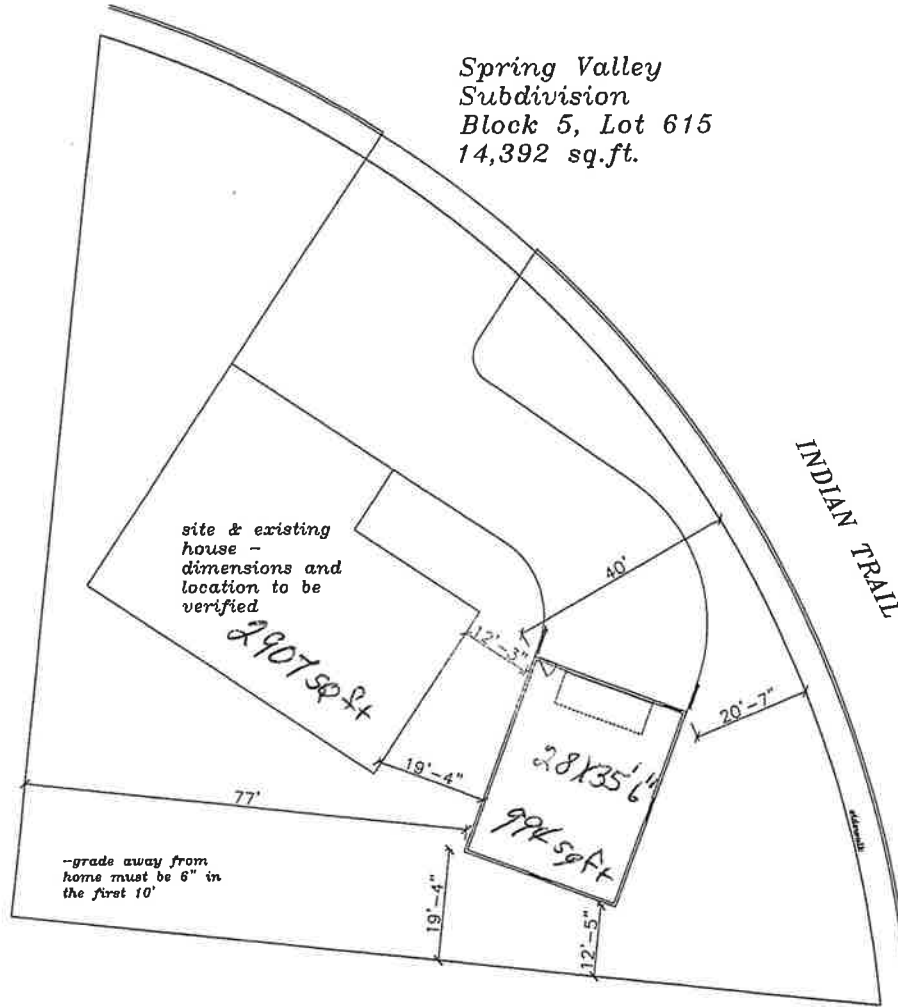 Spring Valley
Subdivision
Block 5, Lot 615
14,392 sq.ft.
INDIAN TRAIL
site & existing
house -
dimensions and
location to be
verified
2907 sq ft
40'
12'-3"
20'-7"
28X35'6"
994 sq ft
19'-4"
77'
--grade away from
home must be 6" in
the first 10'
19'-4"
12'-5"
sidewalk